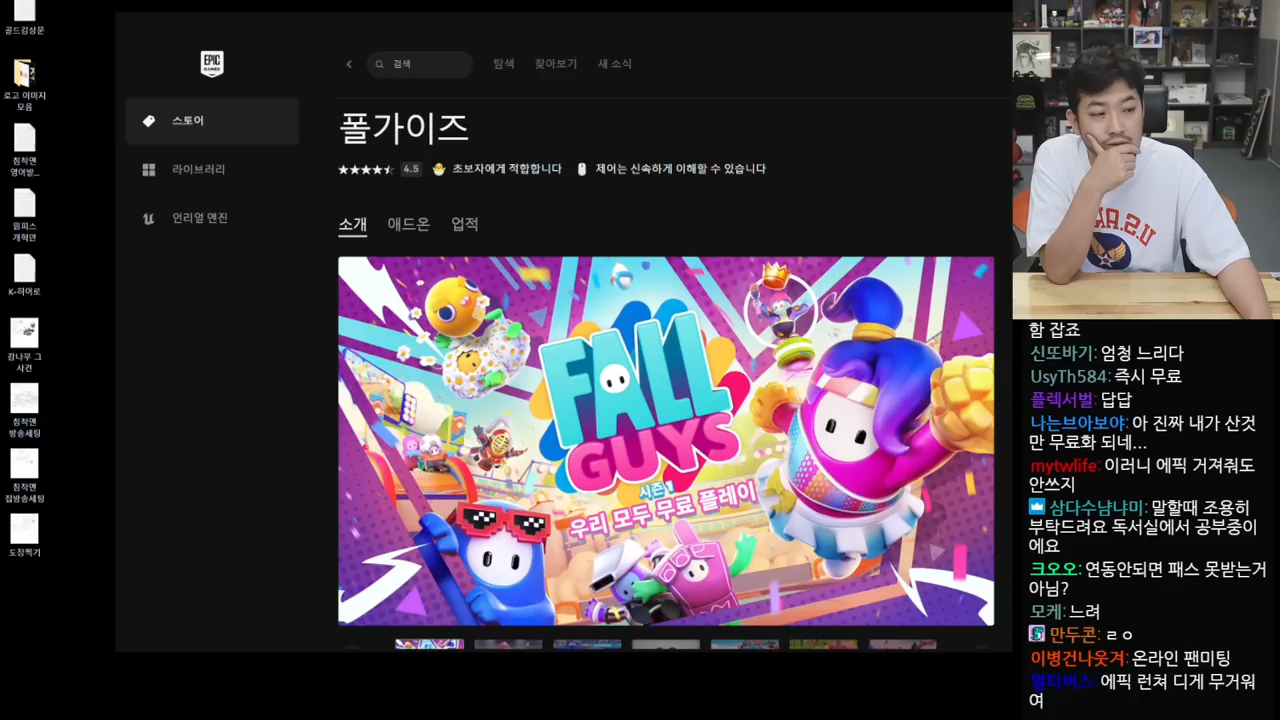 골드감상문
로고 이미지
모음
침착맨
영어발...
원피스
개혁안
K-히어로
감나무 그
사건
침착맨
방송세팅
침착맨
집방송세팅
도장찍기
EPIC
GAMES
스토어
라이브러리
언리얼 엔진
검색
탐색
찾아보기
새 소식
폴가이즈
4.5
초보자에게 적합합니다
제어는 신속하게 이해할 수 있습니다
소개
애드온
업적
FALL
GUYS
시즌 1
우리 모두 무료 플레이
U.S. AIR
함 잡죠
신또바기: 엄청 느리다
UsyTh584: 즉시 무료
플렉서벌: 답답
나는브아보야: 아 진짜 내가 산것
만 무료화 되네...
mytwlife: 이러니 에픽 거져줘도
안쓰지
삼다수냠냐미: 말할때 조용히
부탁드려요 독서실에서 공부중이
에요
크오오: 연동안되면 패스 못받는거
아님?
모케: 느려
만두콘: ㄹㅇ
이병건나웃겨: 온라인 팬미팅
멀티버스: 에픽 런쳐 디게 무거워
여